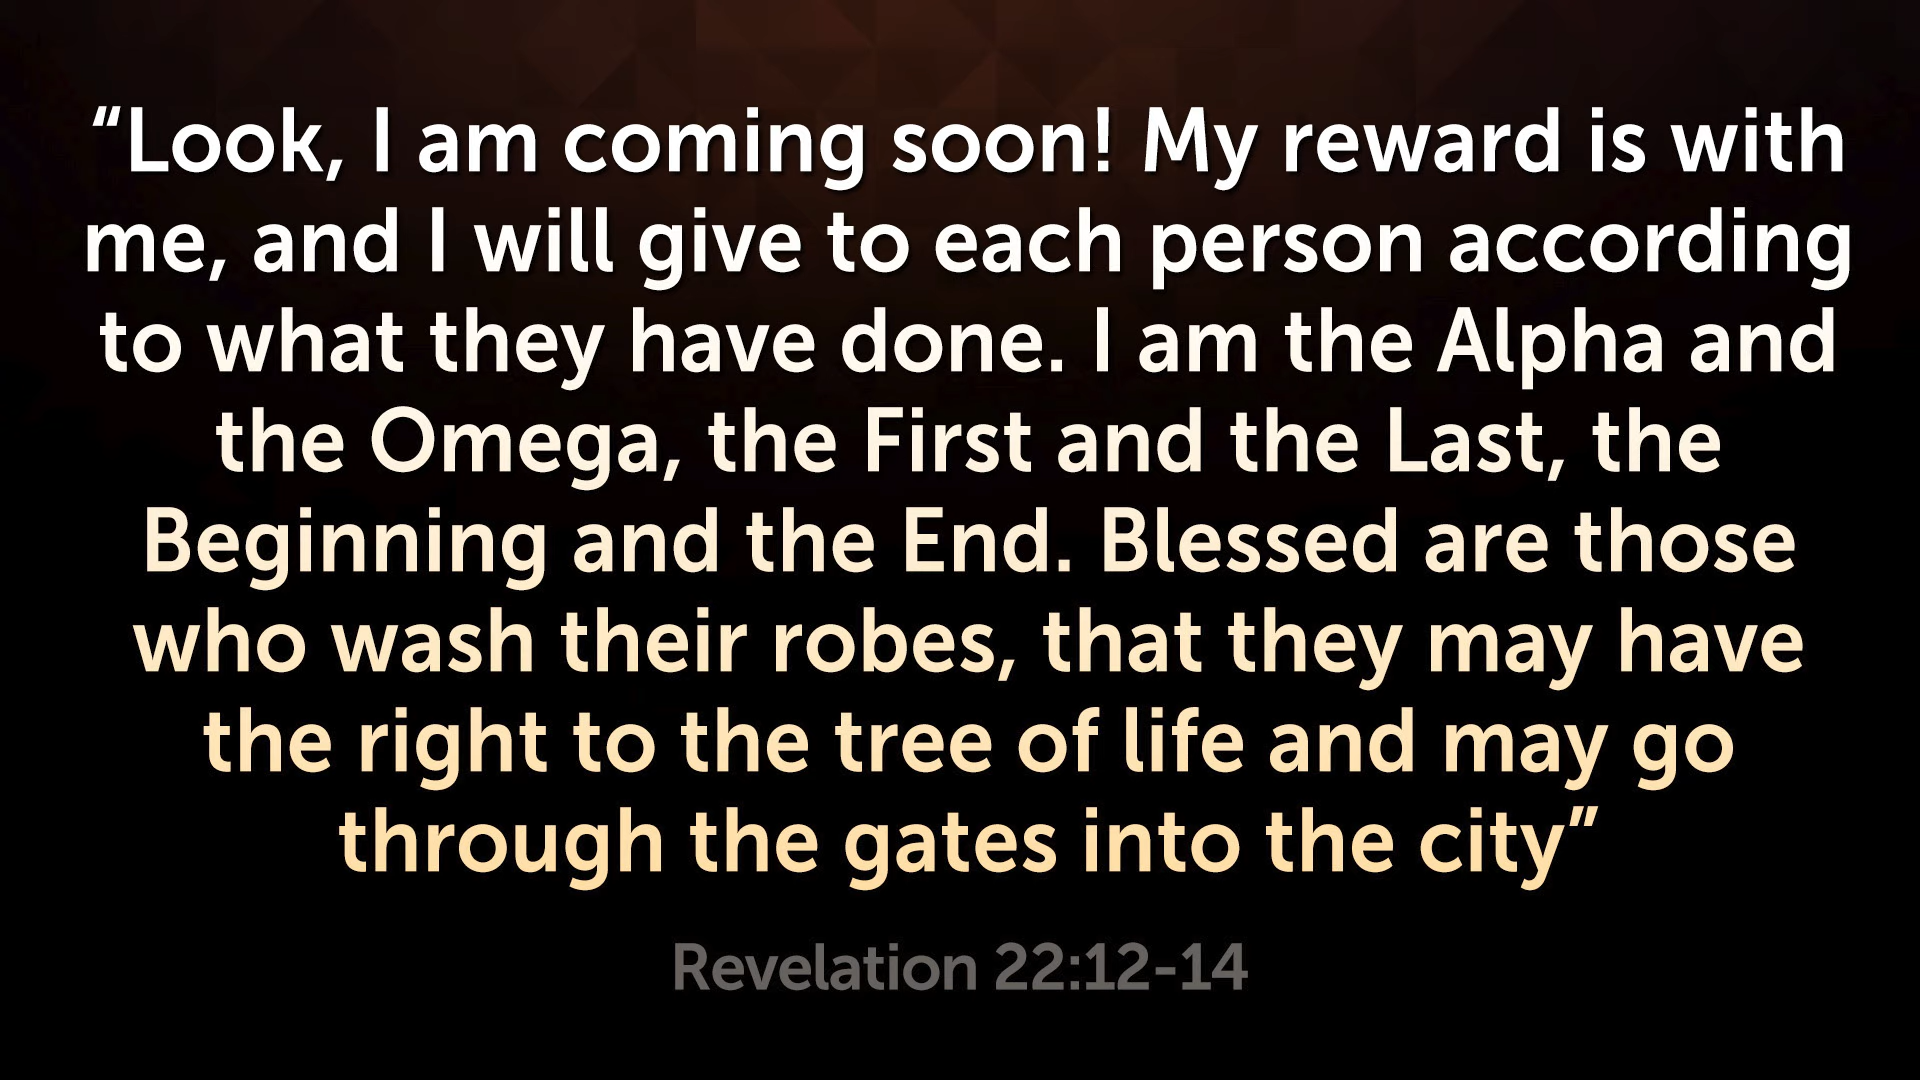 “Look, I am coming soon! My reward is with
me, and I will give to each person according
to what they have done. I am the Alpha and
the Omega, the First and the Last, the
Beginning and the End. Blessed are those
who wash their robes, that they may have
the right to the tree of life and may go
through the gates into the city”
Revelation 22:12-14